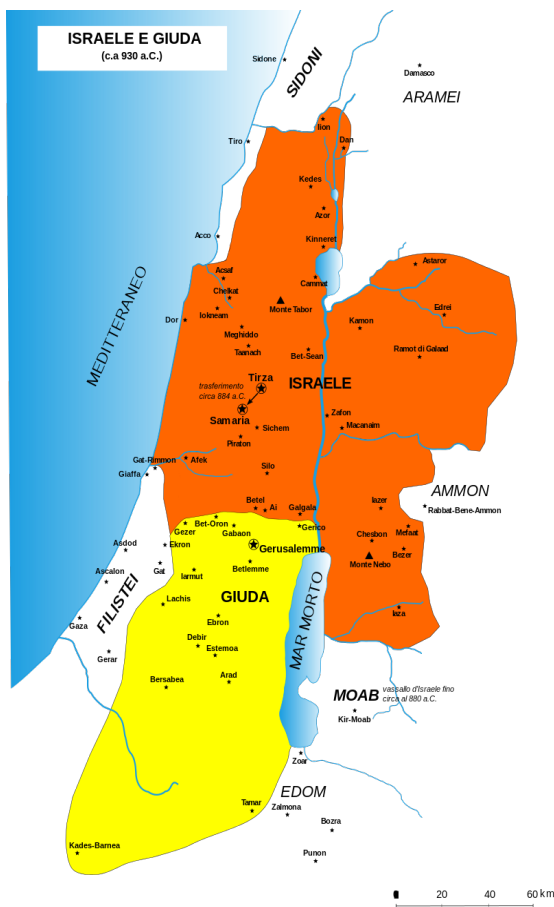 ISRAELE E GIUDA
(c.a 930 a.C.)
Sidone
SIDONI
Damasco
ARAMEI
Iion
Tiro
Dan
Kedes
Azor
Acco
Kinneret
Astaror
Acsaf
Cammat
Chelkat
MEDITTERANEO
Monte Tabor
Iokneam
Edrei
Dor
Kamon
Meghiddo
Taanach
Bet-Sean
Ramot di Galaad
Tirza
ISRAELE
trasferimento
circa 884 a.C.
Samaria
Zafon
Sichem
Macanaim
Piraton
Gat-Rimmon
Afek
Giaffa
Silo
AMMON
Betel
Ai
Galgala
Iazer
Rabbat-Bene-Ammon
Bet-Oron
Gezer
Gabaon
Gerico
Mefaat
Chesbon
Asdod
Ekron
Gerusalemme
Bezer
Monte Nebo
Ascalon
Gat
Iarmut
Betlemme
FILISTEI
Lachis
GIUDA
MAR MORTO
Iaza
Gaza
Ebron
Debir
Estemoa
Gerar
Bersabea
Arad
MOAB
vassallo d'Israele fino
circa al 880 a.C.
Kir-Moab
Zoar
EDOM
Tamar
Zalmona
Bozra
Kades-Barnea
Punon
0 20 40 60 km